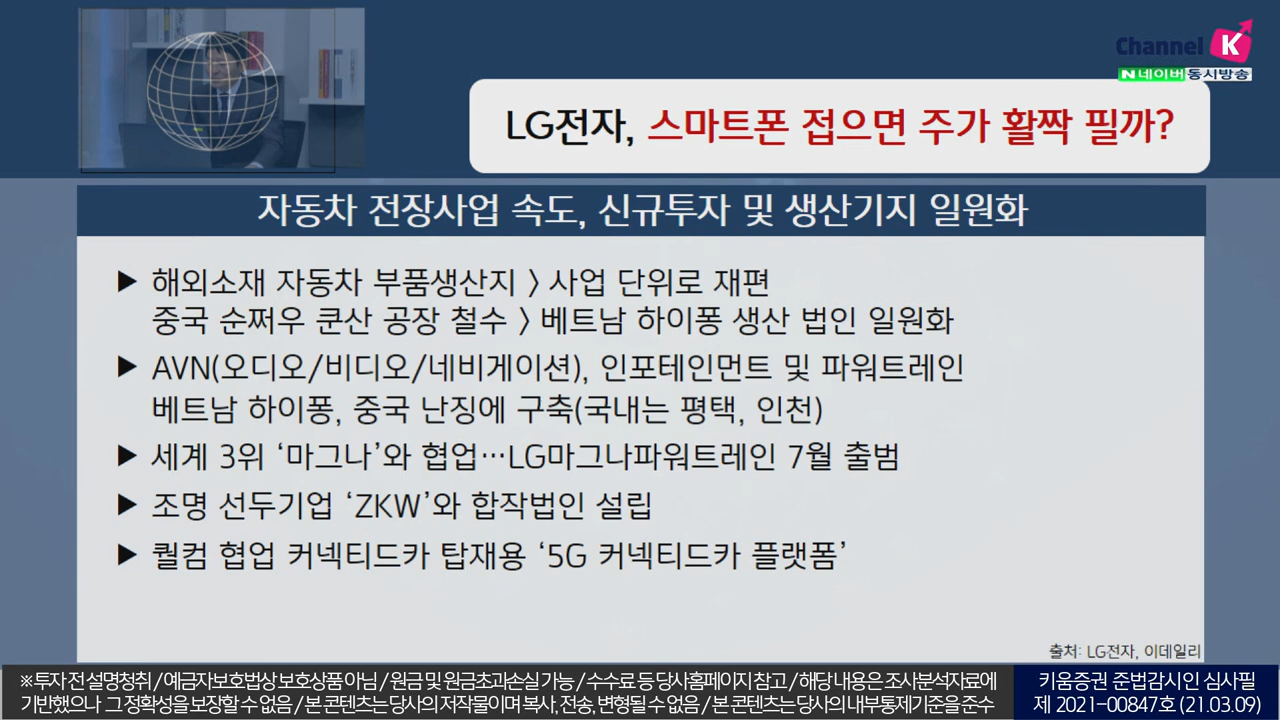 Channel K
N 네이버 동시방송
LG전자, 스마트폰 접으면 주가 활짝 필까?
자동차 전장사업 속도, 신규투자 및 생산기지 일원화
▶ 해외소재 자동차 부품생산지 > 사업 단위로 재편
중국 순쩌우 쿤산 공장 철수 > 베트남 하이퐁 생산 법인 일원화
▶ AVN(오디오/비디오/네비게이션), 인포테인먼트 및 파워트레인
베트남 하이퐁, 중국 난징에 구축(국내는 평택, 인천)
▶ 세계 3위 ‘마그나’와 협업…LG마그나파워트레인 7월 출범
▶ 조명 선두기업 ‘ZKW’와 합작법인 설립
▶ 퀄컴 협업 커넥티드카 탑재용 ‘5G 커넥티드카 플랫폼’
출처: LG전자, 이데일리
※ 투자 전 설명청취 / 예금자보호법상 보호상품 아님 / 원금 및 원금초과손실 가능 / 수수료 등 당사홈페이지 참고 / 해당 내용은 조사분석자료에
기반했으나 그 정확성을 보장할 수 없음 / 본 콘텐츠는 당사의 저작물이며 복사, 전송, 변형될 수 없음 / 본 콘텐츠는 당사의 내부통제기준을 준수
키움증권 준법감시인 심사필
제 2021-00847호 (21.03.09)